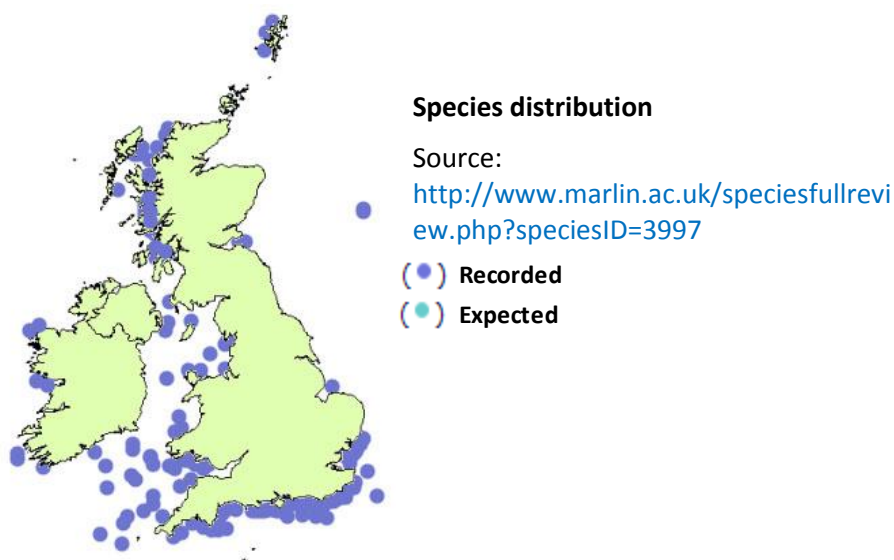 Species distribution
Source:
http://www.marlin.ac.uk/speciesfullrevi
ew.php?speciesID=3997
( ) Recorded
( ) Expected